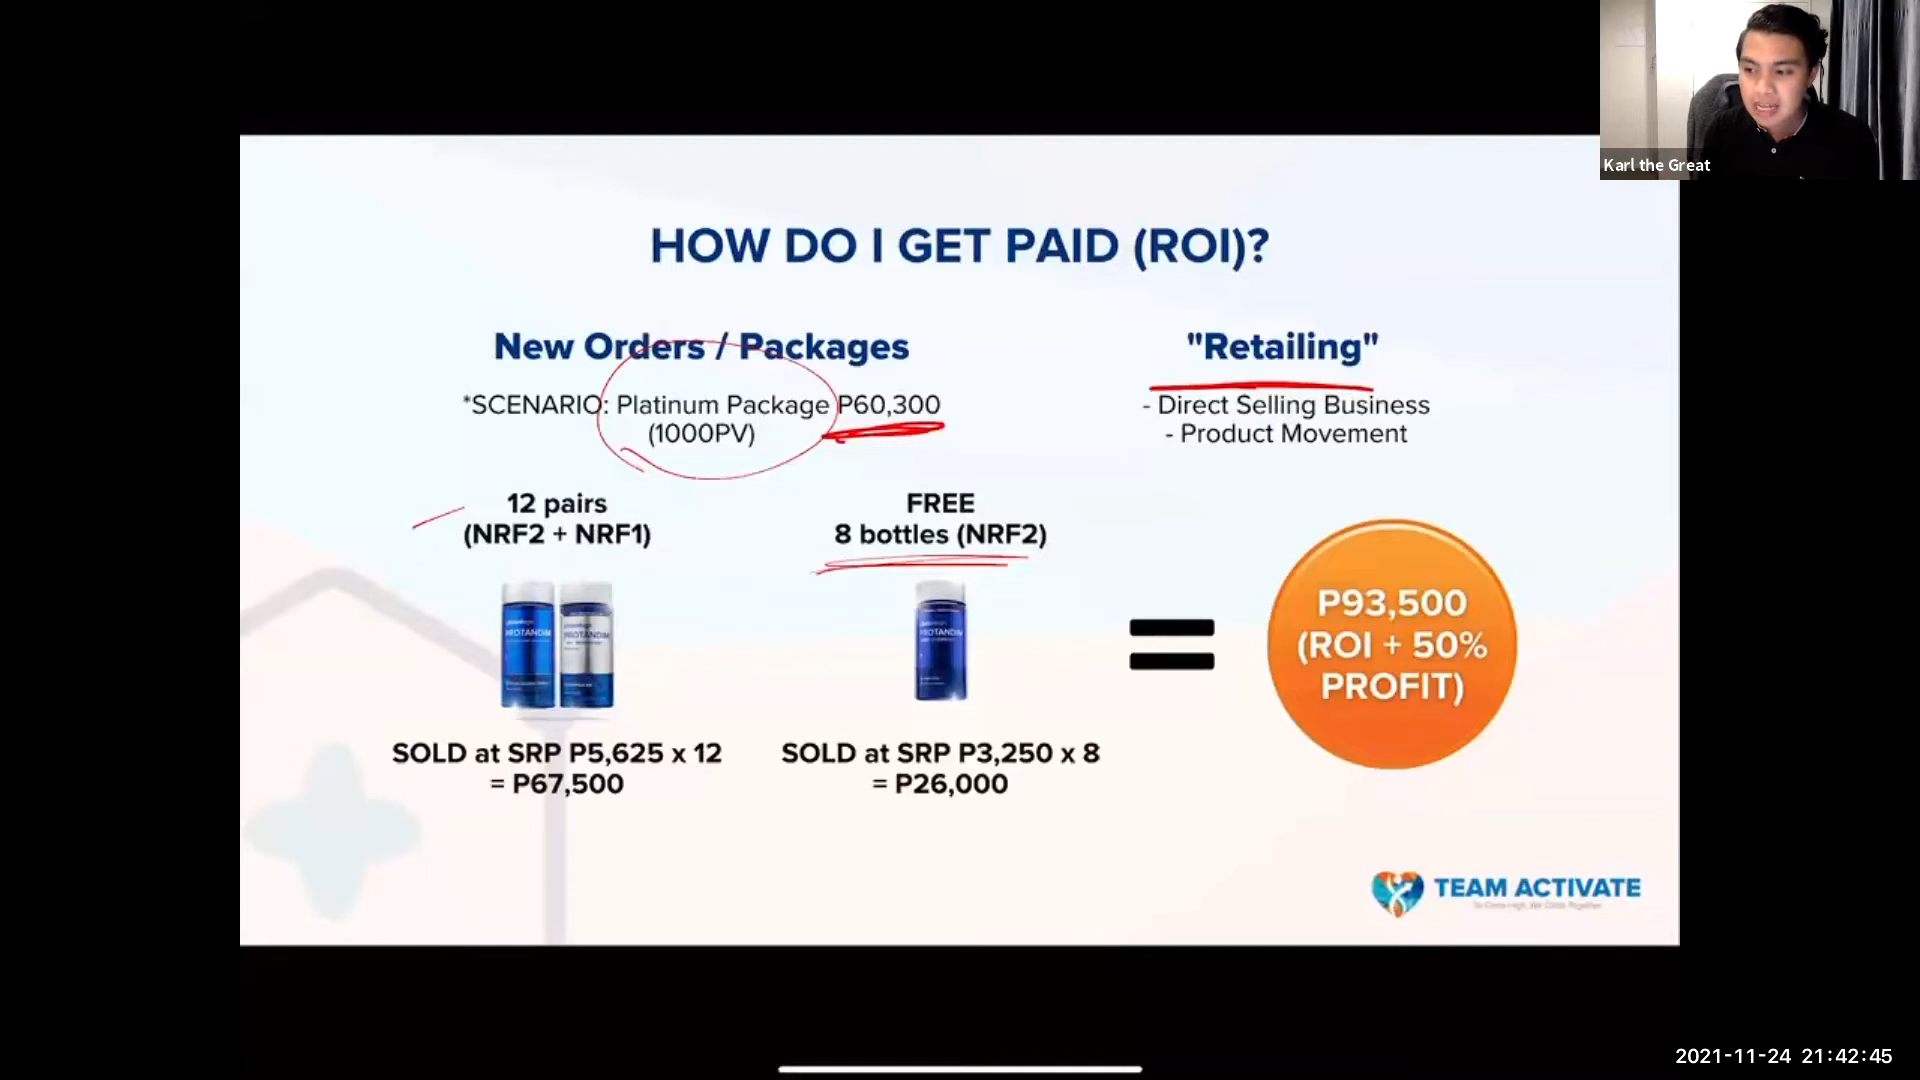 Karl the Great
HOW DO I GET PAID (ROI)?
New Orders / Packages
*SCENARIO: Platinum Package P60,300
(1000PV)
"Retailing"
- Direct Selling Business
- Product Movement
12 pairs
(NRF2 + NRF1)
FREE
8 bottles (NRF2)
PROTANDIM
PROTANDIM
PROTANDIM
P93,500
(ROI + 50%
PROFIT)
SOLD at SRP P5,625 x 12
= P67,500
SOLD at SRP P3,250 x 8
= P26,000
TEAM ACTIVATE
2021-11-24 21:42:45